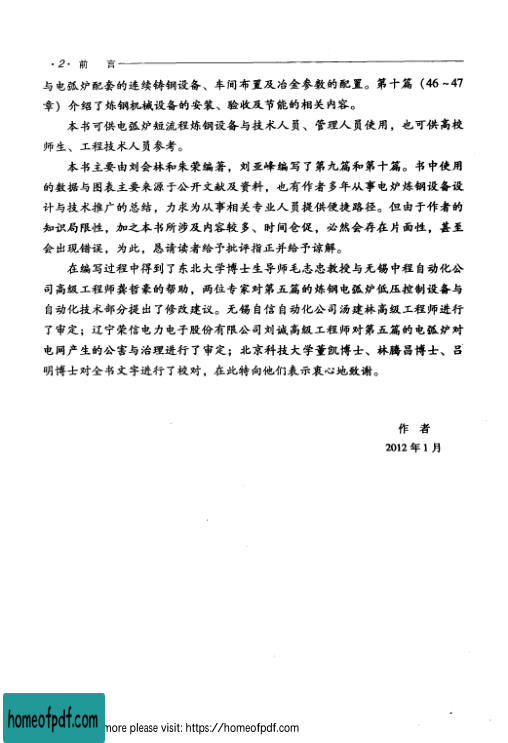 ·2· 前 言
与电弧炉配套的连续铸钢设备、车间布置及冶金参数的配置。第十篇（46～47
章）介绍了炼钢机械设备的安装、验收及节能的相关内容。
本书可供电弧炉短流程炼钢设备与技术人员、管理人员使用，也可供高校
师生、工程技术人员参考。
本书主要由刘会林和朱荣编著，刘亚峰编写了第九篇和第十篇。书中使用
的数据与图表主要来源于公开文献及资料，也有作者多年从事电炉炼钢设备设
计与技术推广的总结，力求为从事相关专业人员提供便捷路径。但由于作者的
知识局限性，加之本书所涉及内容较多、时间仓促，必然会存在片面性，甚至
会出现错误，为此，恳请读者给予批评指正并给予谅解。
在编写过程中得到了东北大学博士生导师毛志忠教授与无锡中程自动化公
司高级工程师龚哲豪的帮助，两位专家对第五篇的炼钢电弧炉低压控制设备与
自动化技术部分提出了修改建议。无锡自信自动化公司汤建林高级工程师进行
了审定；辽宁荣信电力电子股份有限公司刘诚高级工程师对第五篇的电弧炉对
电网产生的公害与治理进行了审定；北京科技大学董凯博士、林腾昌博士、吕
明博士对全书文字进行了校对，在此特向他们表示衷心地致谢。
作 者
2012 年 1 月
homeofpdf.com
more please visit: https://homeofpdf.com